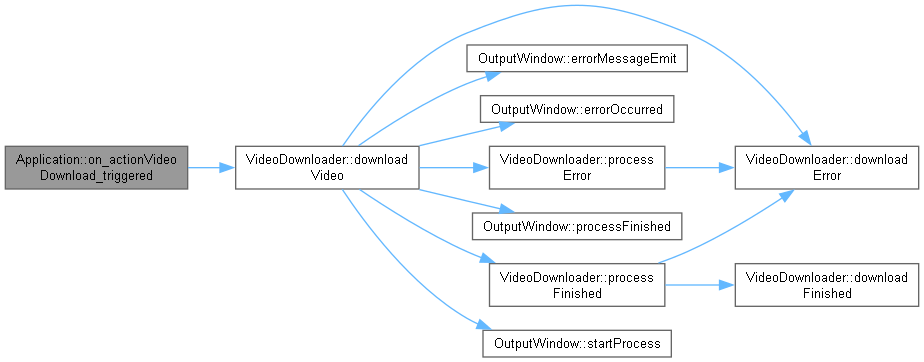 Application::on_actionVideo
Download_triggered
VideoDownloader::download
Video
OutputWindow::errorMessageEmit
OutputWindow::errorOccurred
VideoDownloader::process
Error
OutputWindow::processFinished
VideoDownloader::process
Finished
OutputWindow::startProcess
VideoDownloader::download
Error
VideoDownloader::download
Finished